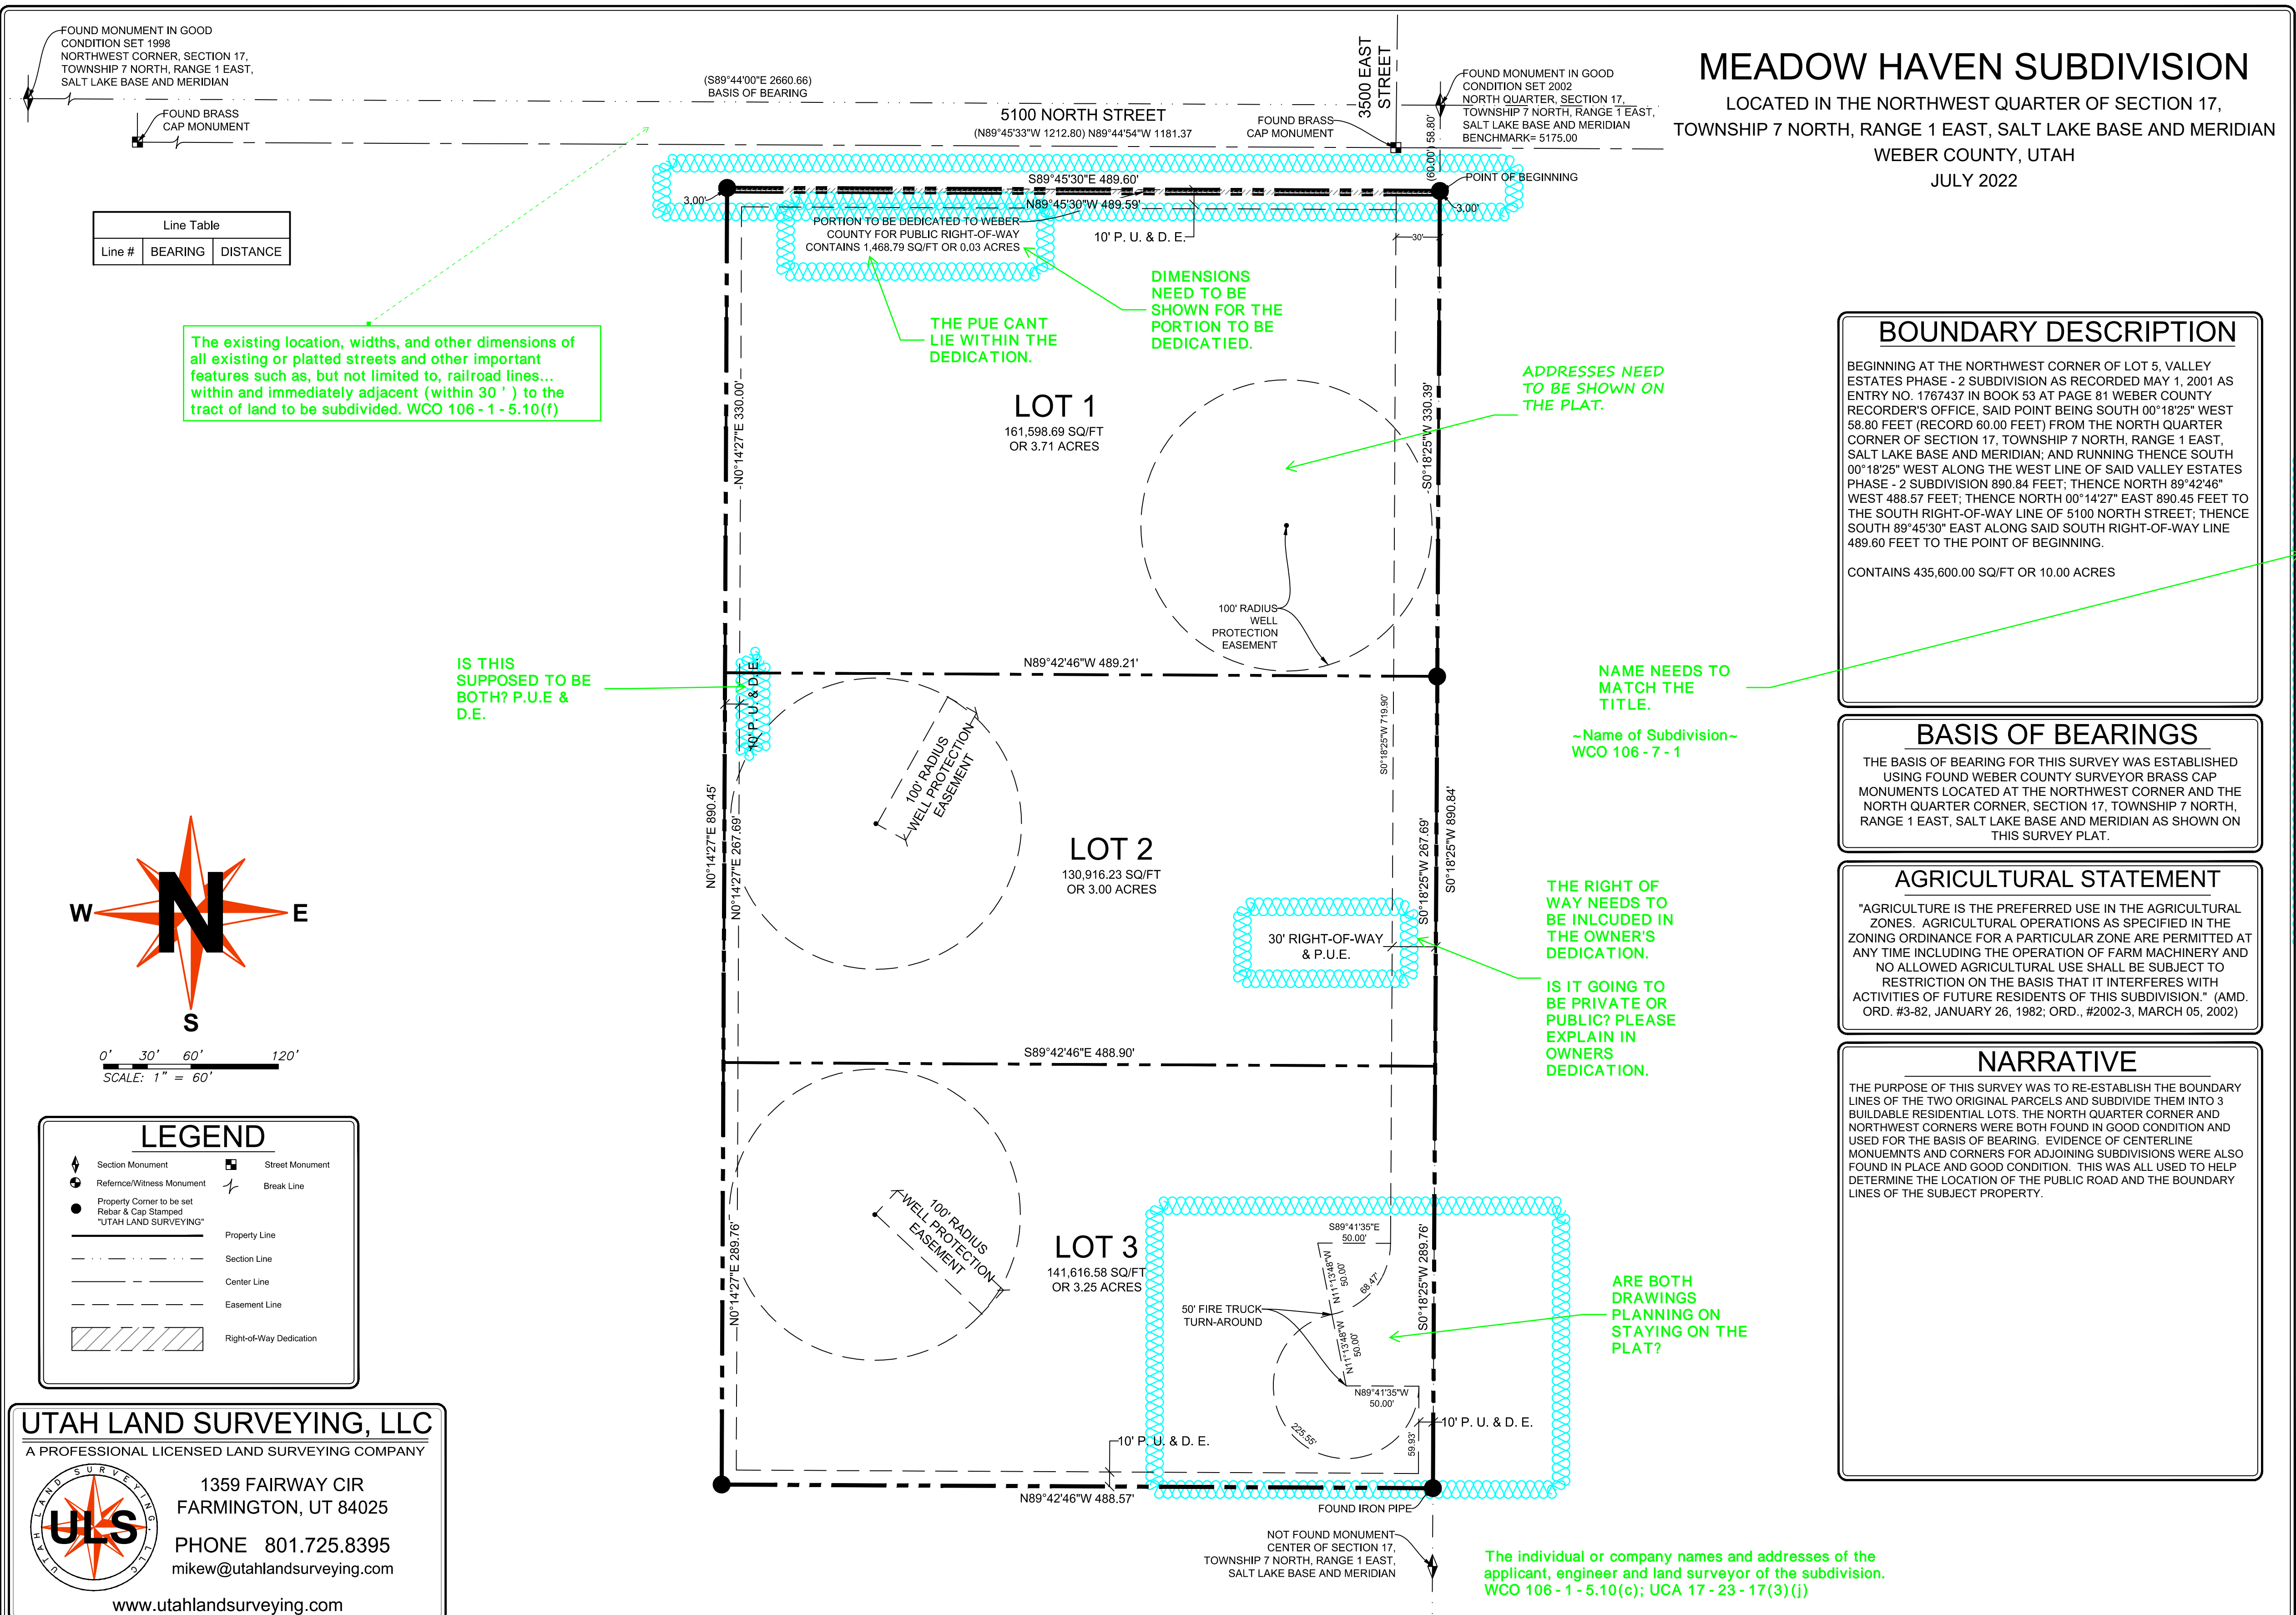 FOUND MONUMENT IN GOOD
CONDITION SET 1998
NORTHWEST CORNER, SECTION 17,
TOWNSHIP 7 NORTH, RANGE 1 EAST,
SALT LAKE BASE AND MERIDIAN
(S89°44'00"E 2660.66)
BASIS OF BEARING
3500 EAST
STREET
FOUND MONUMENT IN GOOD
CONDITION SET 2002
NORTH QUARTER, SECTION 17,
TOWNSHIP 7 NORTH, RANGE 1 EAST,
SALT LAKE BASE AND MERIDIAN
BENCHMARK= 5175.00
FOUND BRASS
CAP MONUMENT
5100 NORTH STREET
(N89°45'33"W 1212.80) N89°44'54"W 1181.37
FOUND BRASS
CAP MONUMENT
(60.00') 58.80'
MEADOW HAVEN SUBDIVISION
LOCATED IN THE NORTHWEST QUARTER OF SECTION 17,
TOWNSHIP 7 NORTH, RANGE 1 EAST, SALT LAKE BASE AND MERIDIAN
WEBER COUNTY, UTAH
JULY 2022
S89°45'30"E 489.60'
POINT OF BEGINNING
3.00'
N89°45'30"W 489.59'
3.00'
PORTION TO BE DEDICATED TO WEBER
COUNTY FOR PUBLIC RIGHT-OF-WAY
CONTAINS 1,468.79 SQ/FT OR 0.03 ACRES
10' P. U. & D. E.
30'
Line Table
Line # BEARING DISTANCE
The existing location, widths, and other dimensions of
all existing or platted streets and other important
features such as, but not limited to, railroad lines...
within and immediately adjacent (within 30 ' ) to the
tract of land to be subdivided. WCO 106 - 1 - 5.10(f)
THE PUE CANT
LIE WITHIN THE
DEDICATION.
DIMENSIONS
NEED TO BE
SHOWN FOR THE
PORTION TO BE
DEDICATIED.
ADDRESSES NEED
TO BE SHOWN ON
THE PLAT.
N0°14'27"E 330.00'
LOT 1
161,598.69 SQ/FT
OR 3.71 ACRES
S0°18'25"W 330.39'
100' RADIUS
WELL
PROTECTION
EASEMENT
IS THIS
SUPPOSED TO BE
BOTH? P.U.E &
D.E.
10' P. U. & D. E.
N89°42'46"W 489.21'
NAME NEEDS TO
MATCH THE
TITLE.
~Name of Subdivision~
WCO 106 - 7 - 1
100' RADIUS
WELL PROTECTION
EASEMENT
N0°14'27"E 890.45'
N0°14'27"E 267.69'
S0°18'25"W 719.90'
S0°18'25"W 267.69'
S0°18'25"W 890.84'
LOT 2
130,916.23 SQ/FT
OR 3.00 ACRES
30' RIGHT-OF-WAY
& P.U.E.
THE RIGHT OF
WAY NEEDS TO
BE INLCUDED IN
THE OWNER'S
DEDICATION.
IS IT GOING TO
BE PRIVATE OR
PUBLIC? PLEASE
EXPLAIN IN
OWNERS
DEDICATION.
S89°42'46"E 488.90'
100' RADIUS
WELL PROTECTION
EASEMENT
N0°14'27"E 289.76'
LOT 3
141,616.58 SQ/FT
OR 3.25 ACRES
S89°41'35"E
50.00'
N11°13'48"W
50.00'
68.47'
50' FIRE TRUCK
TURN-AROUND
N11°13'48"W
50.00'
N89°41'35"W
50.00'
225.55'
59.93'
S0°18'25"W 289.76'
ARE BOTH
DRAWINGS
PLANNING ON
STAYING ON THE
PLAT?
10' P. U. & D. E.
10' P. U. & D. E.
N89°42'46"W 488.57'
FOUND IRON PIPE
NOT FOUND MONUMENT
CENTER OF SECTION 17,
TOWNSHIP 7 NORTH, RANGE 1 EAST,
SALT LAKE BASE AND MERIDIAN
The individual or company names and addresses of the
applicant, engineer and land surveyor of the subdivision.
WCO 106 - 1 - 5.10(c); UCA 17 - 23 - 17(3)(j)
N
W
E
S
0' 30' 60' 120'
SCALE: 1" = 60'
LEGEND
Section Monument
Street Monument
Refernce/Witness Monument
Break Line
Property Corner to be set
Rebar & Cap Stamped
"UTAH LAND SURVEYING"
Property Line
Section Line
Center Line
Easement Line
Right-of-Way Dedication
UTAH LAND SURVEYING, LLC
A PROFESSIONAL LICENSED LAND SURVEYING COMPANY
UTAH LAND SURVEYING, LLC
ULS
1359 FAIRWAY CIR
FARMINGTON, UT 84025
PHONE 801.725.8395
mikew@utahlandsurveying.com
www.utahlandsurveying.com
BOUNDARY DESCRIPTION
BEGINNING AT THE NORTHWEST CORNER OF LOT 5, VALLEY
ESTATES PHASE - 2 SUBDIVISION AS RECORDED MAY 1, 2001 AS
ENTRY NO. 1767437 IN BOOK 53 AT PAGE 81 WEBER COUNTY
RECORDER'S OFFICE, SAID POINT BEING SOUTH 00°18'25" WEST
58.80 FEET (RECORD 60.00 FEET) FROM THE NORTH QUARTER
CORNER OF SECTION 17, TOWNSHIP 7 NORTH, RANGE 1 EAST,
SALT LAKE BASE AND MERIDIAN; AND RUNNING THENCE SOUTH
00°18'25" WEST ALONG THE WEST LINE OF SAID VALLEY ESTATES
PHASE - 2 SUBDIVISION 890.84 FEET; THENCE NORTH 89°42'46"
WEST 488.57 FEET; THENCE NORTH 00°14'27" EAST 890.45 FEET TO
THE SOUTH RIGHT-OF-WAY LINE OF 5100 NORTH STREET; THENCE
SOUTH 89°45'30" EAST ALONG SAID SOUTH RIGHT-OF-WAY LINE
489.60 FEET TO THE POINT OF BEGINNING.
CONTAINS 435,600.00 SQ/FT OR 10.00 ACRES
BASIS OF BEARINGS
THE BASIS OF BEARING FOR THIS SURVEY WAS ESTABLISHED
USING FOUND WEBER COUNTY SURVEYOR BRASS CAP
MONUMENTS LOCATED AT THE NORTHWEST CORNER AND THE
NORTH QUARTER CORNER, SECTION 17, TOWNSHIP 7 NORTH,
RANGE 1 EAST, SALT LAKE BASE AND MERIDIAN AS SHOWN ON
THIS SURVEY PLAT.
AGRICULTURAL STATEMENT
"AGRICULTURE IS THE PREFERRED USE IN THE AGRICULTURAL
ZONES. AGRICULTURAL OPERATIONS AS SPECIFIED IN THE
ZONING ORDINANCE FOR A PARTICULAR ZONE ARE PERMITTED AT
ANY TIME INCLUDING THE OPERATION OF FARM MACHINERY AND
NO ALLOWED AGRICULTURAL USE SHALL BE SUBJECT TO
RESTRICTION ON THE BASIS THAT IT INTERFERES WITH
ACTIVITIES OF FUTURE RESIDENTS OF THIS SUBDIVISION." (AMD.
ORD. #3-82, JANUARY 26, 1982; ORD., #2002-3, MARCH 05, 2002)
NARRATIVE
THE PURPOSE OF THIS SURVEY WAS TO RE-ESTABLISH THE BOUNDARY
LINES OF THE TWO ORIGINAL PARCELS AND SUBDIVIDE THEM INTO 3
BUILDABLE RESIDENTIAL LOTS. THE NORTH QUARTER CORNER AND
NORTHWEST CORNERS WERE BOTH FOUND IN GOOD CONDITION AND
USED FOR THE BASIS OF BEARING. EVIDENCE OF CENTERLINE
MONUEMNTS AND CORNERS FOR ADJOINING SUBDIVISIONS WERE ALSO
FOUND IN PLACE AND GOOD CONDITION. THIS WAS ALL USED TO HELP
DETERMINE THE LOCATION OF THE PUBLIC ROAD AND THE BOUNDARY
LINES OF THE SUBJECT PROPERTY.